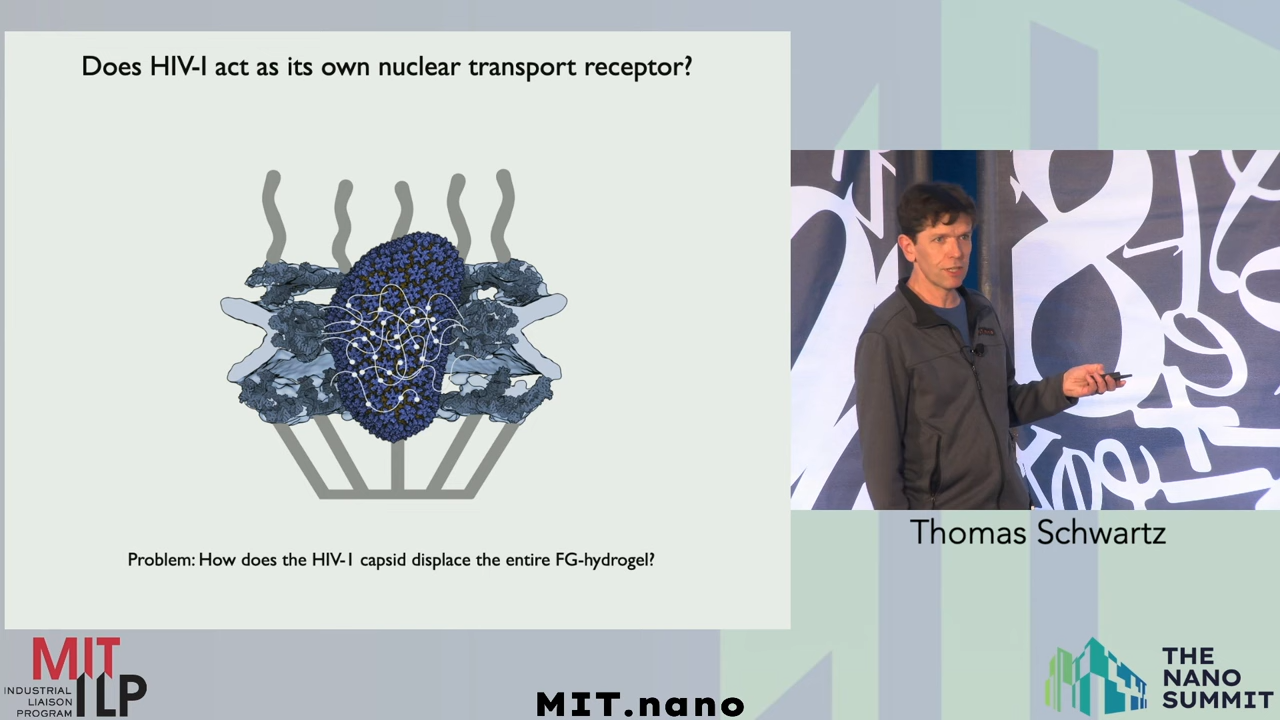 Does HIV-1 act as its own nuclear transport receptor?
Problem: How does the HIV-1 capsid displace the entire FG-hydrogel?
Thomas Schwartz
MIT
ILP
INDUSTRIAL
LIAISON
PROGRAM
MIT.nano
THE
NANO
SUMMIT